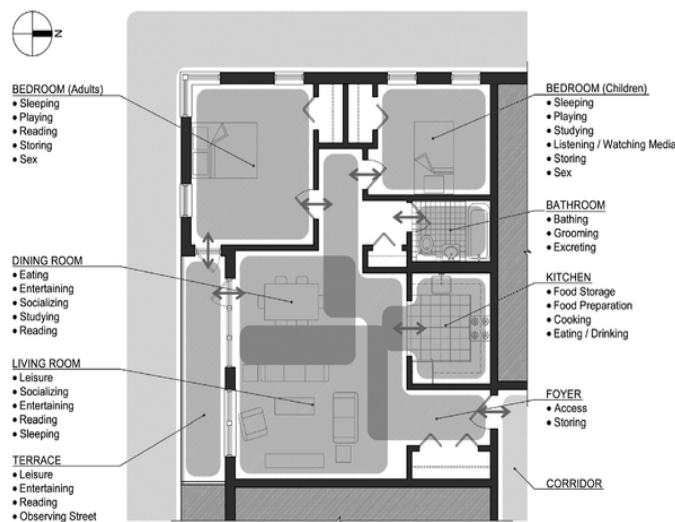 N
BEDROOM (Adults)
• Sleeping
• Playing
• Reading
• Storing
• Sex
DINING ROOM
• Eating
• Entertaining
• Socializing
• Studying
• Reading
LIVING ROOM
• Leisure
• Socializing
• Entertaining
• Reading
• Sleeping
TERRACE
• Leisure
• Entertaining
• Reading
• Observing Street
BEDROOM (Children)
• Sleeping
• Playing
• Studying
• Listening / Watching Media
• Storing
• Sex
BATHROOM
• Bathing
• Grooming
• Excreting
KITCHEN
• Food Storage
• Food Preparation
• Cooking
• Eating / Drinking
FOYER
• Access
• Storing
CORRIDOR